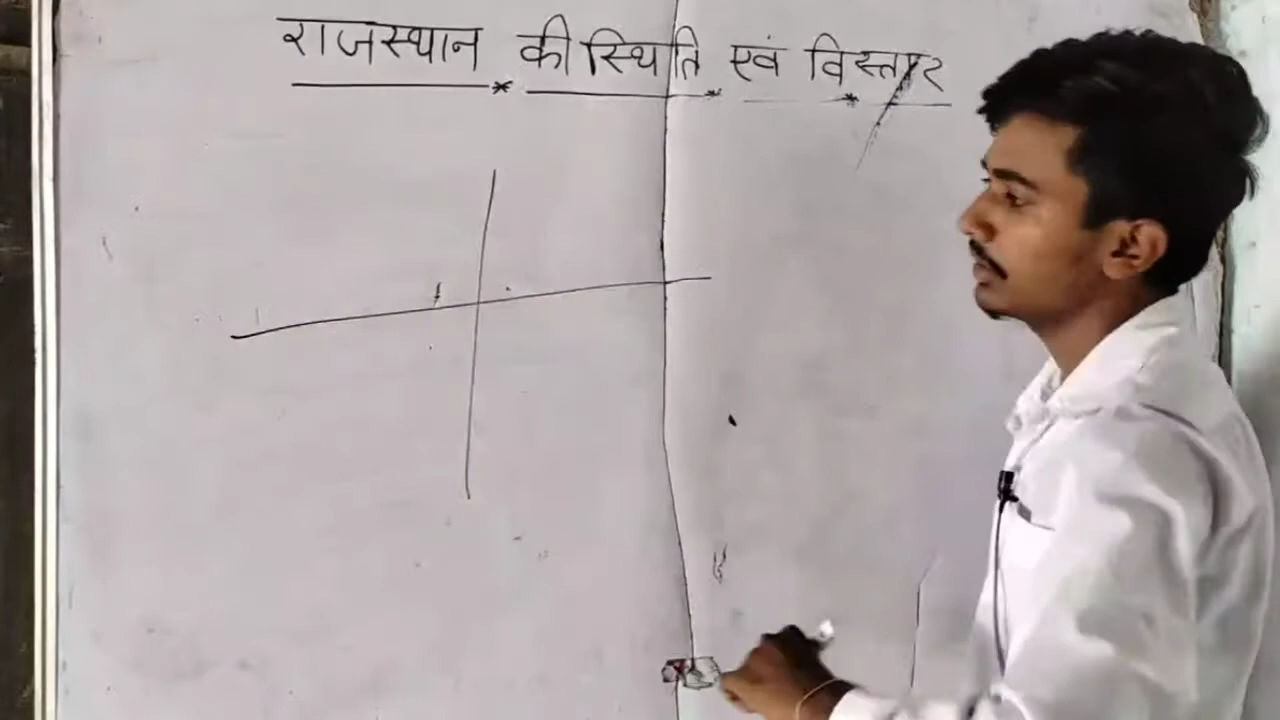 राजस्थान की स्थिति एवं विस्तार